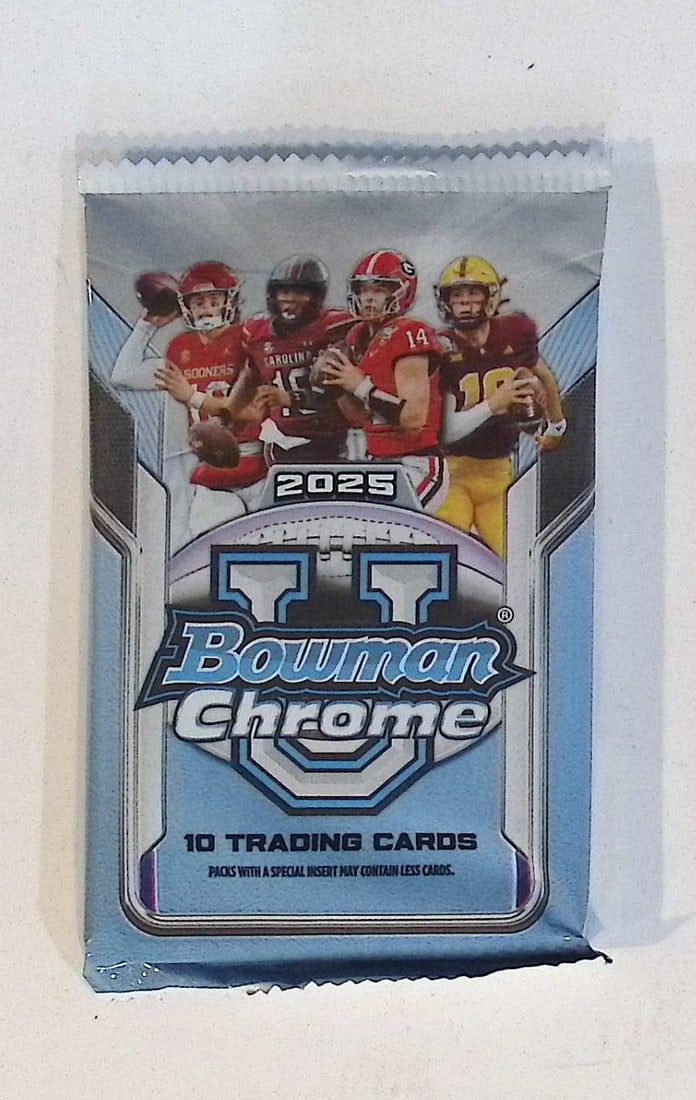 SOONERS
CAROLINA
14
2025
U
Bowman®
Chrome
10 TRADING CARDS
PACKS WITH A SPECIAL INSERT MAY CONTAIN LESS CARDS.